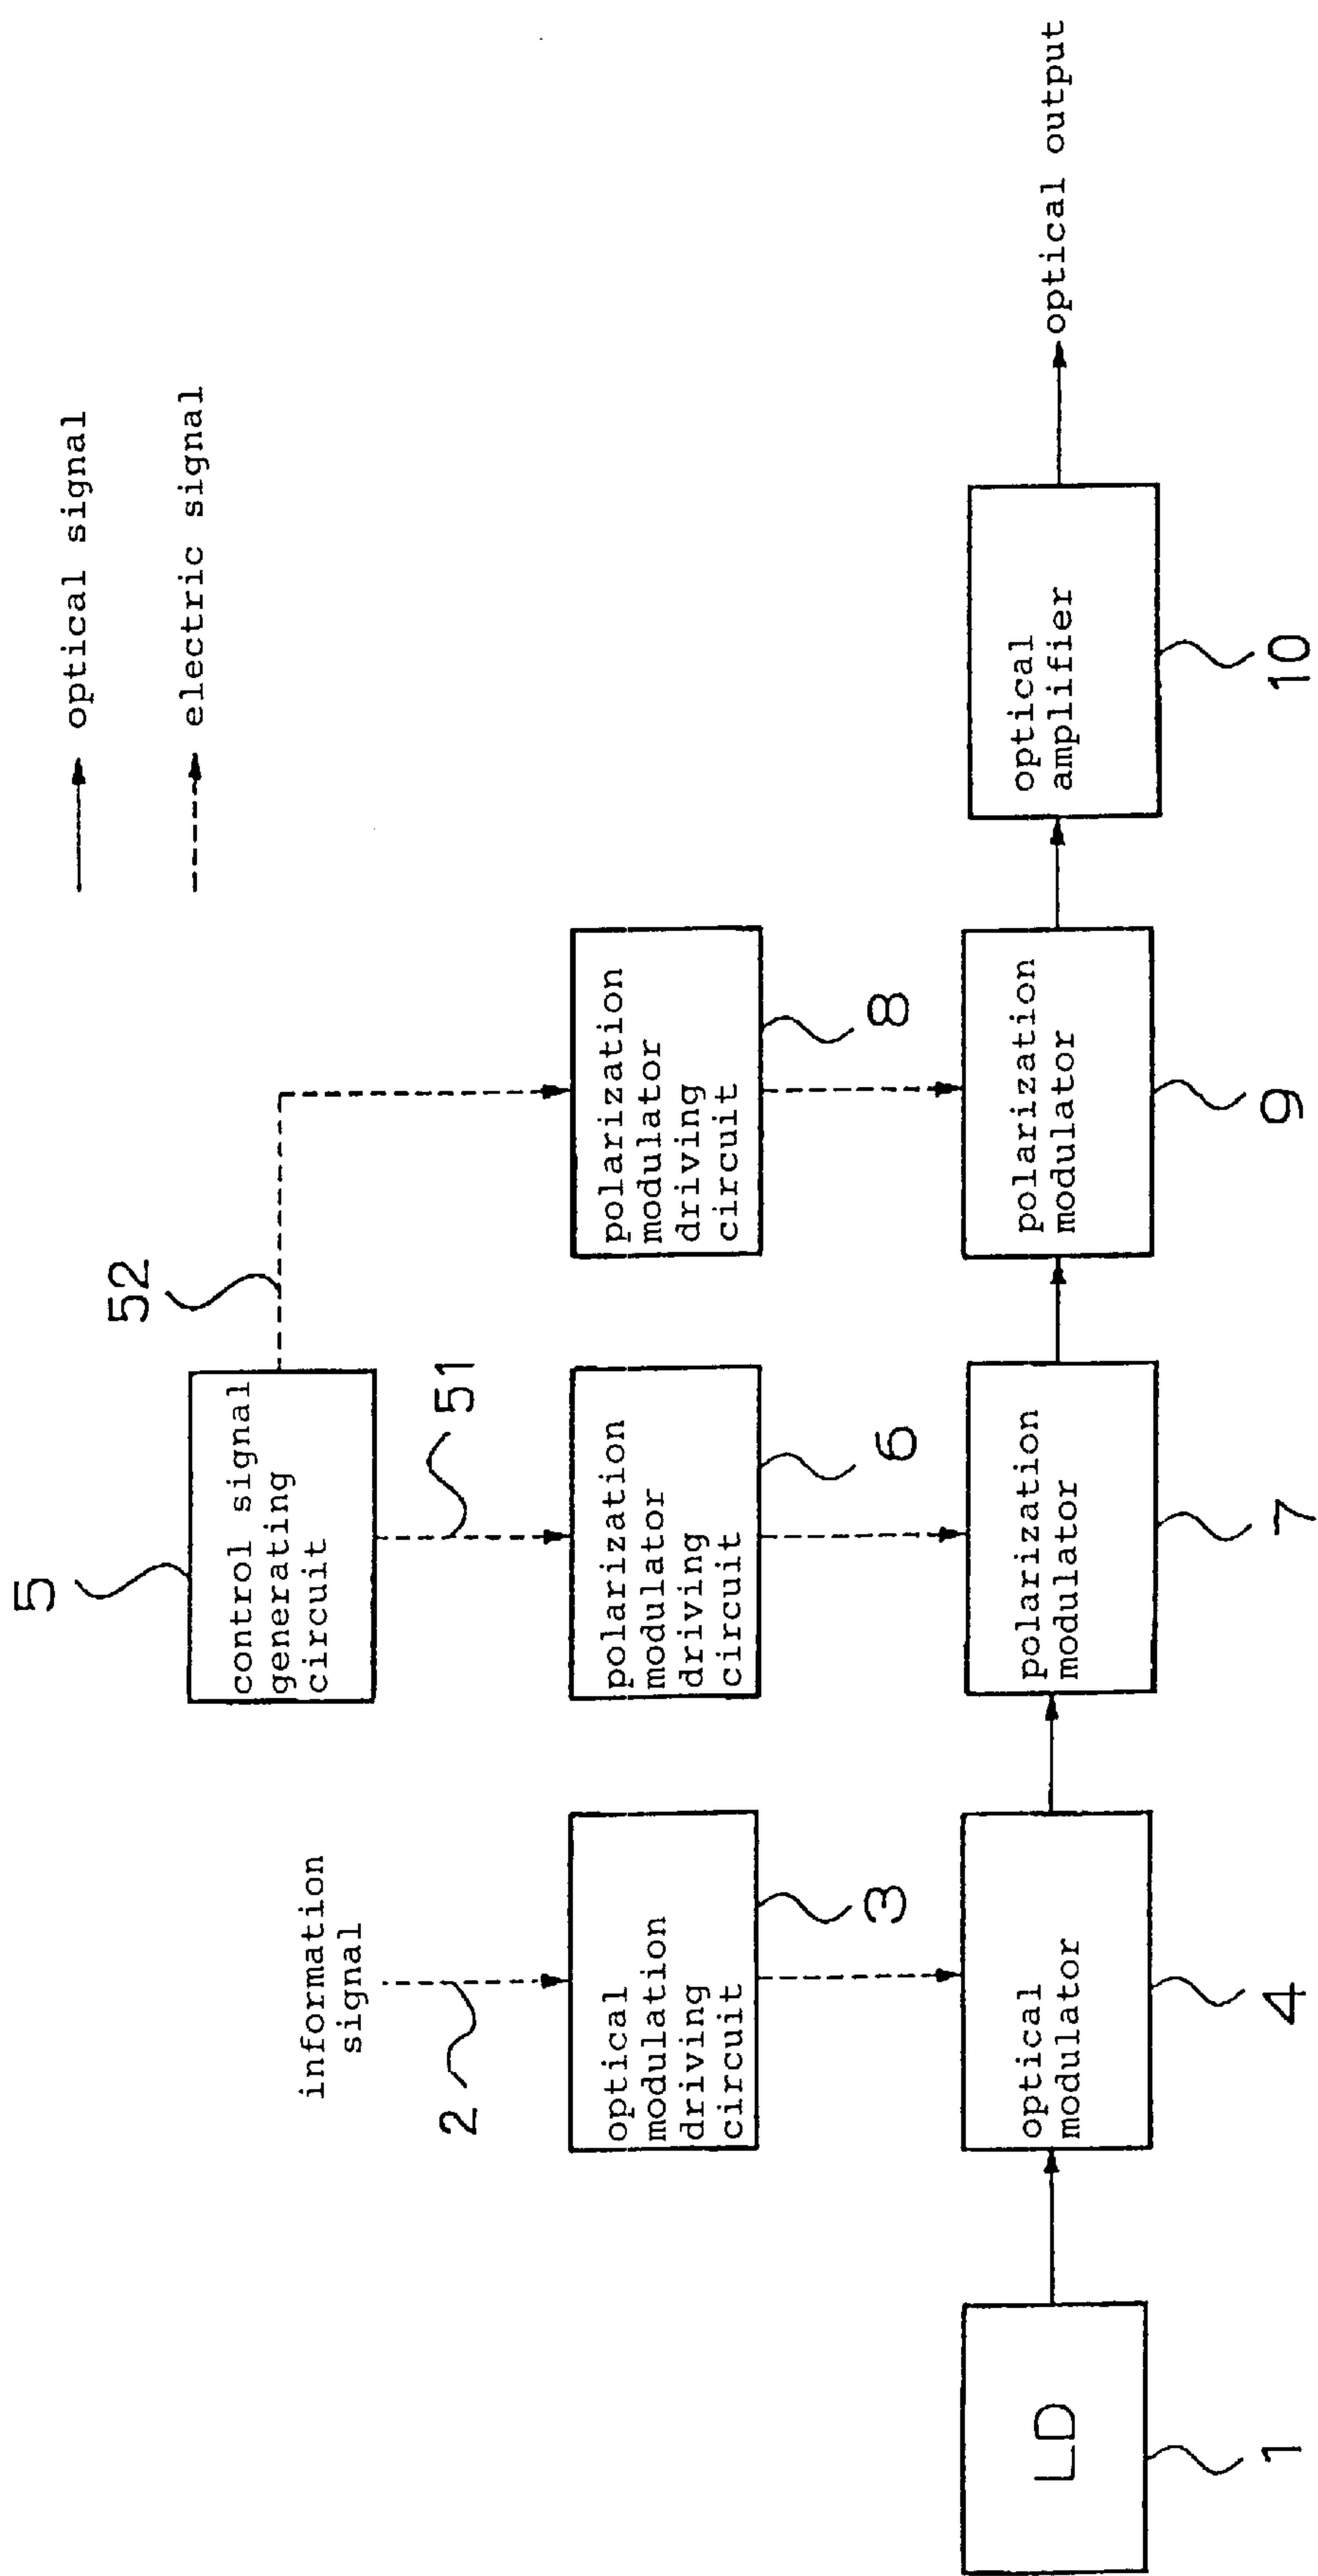 optical signal
electric signal
5
control signal
generating
circuit
52
51
information
signal
2
optical
modulation
driving
circuit
3
polarization
modulator
driving
circuit
6
polarization
modulator
driving
circuit
8
LD
1
optical
modulator
4
polarization
modulator
7
polarization
modulator
9
optical
amplifier
10
optical output